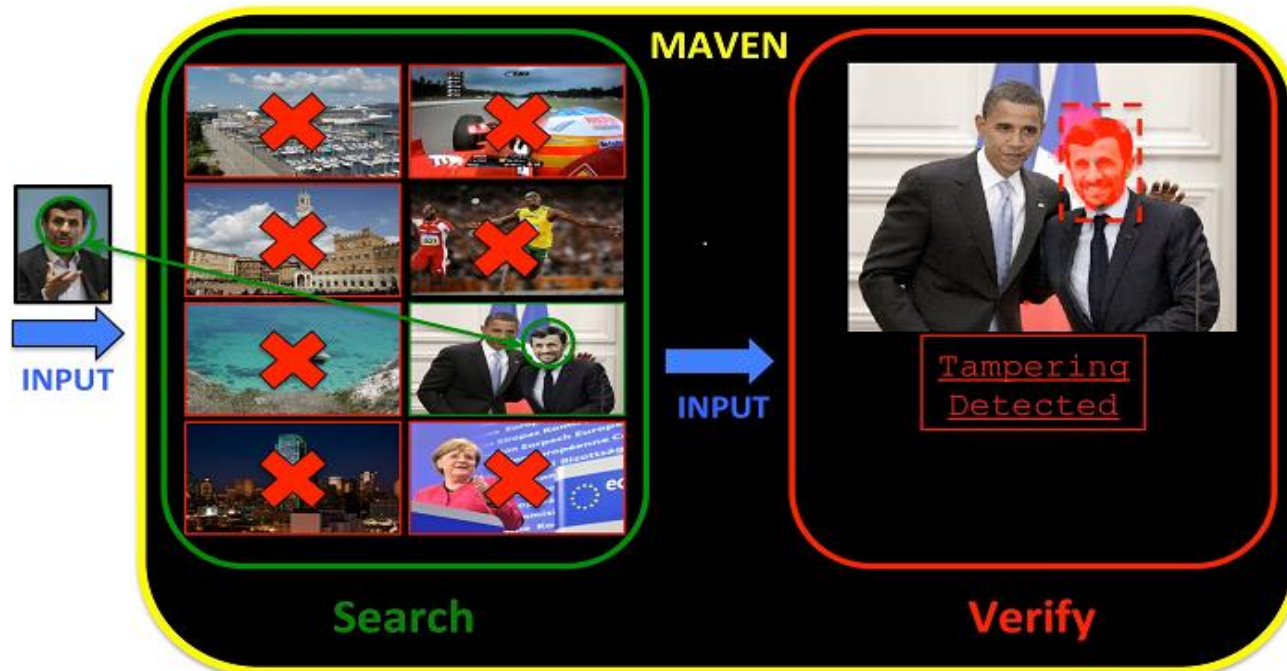 MAVEN
INPUT
INPUT
Tampering
Detected
Search
Verify